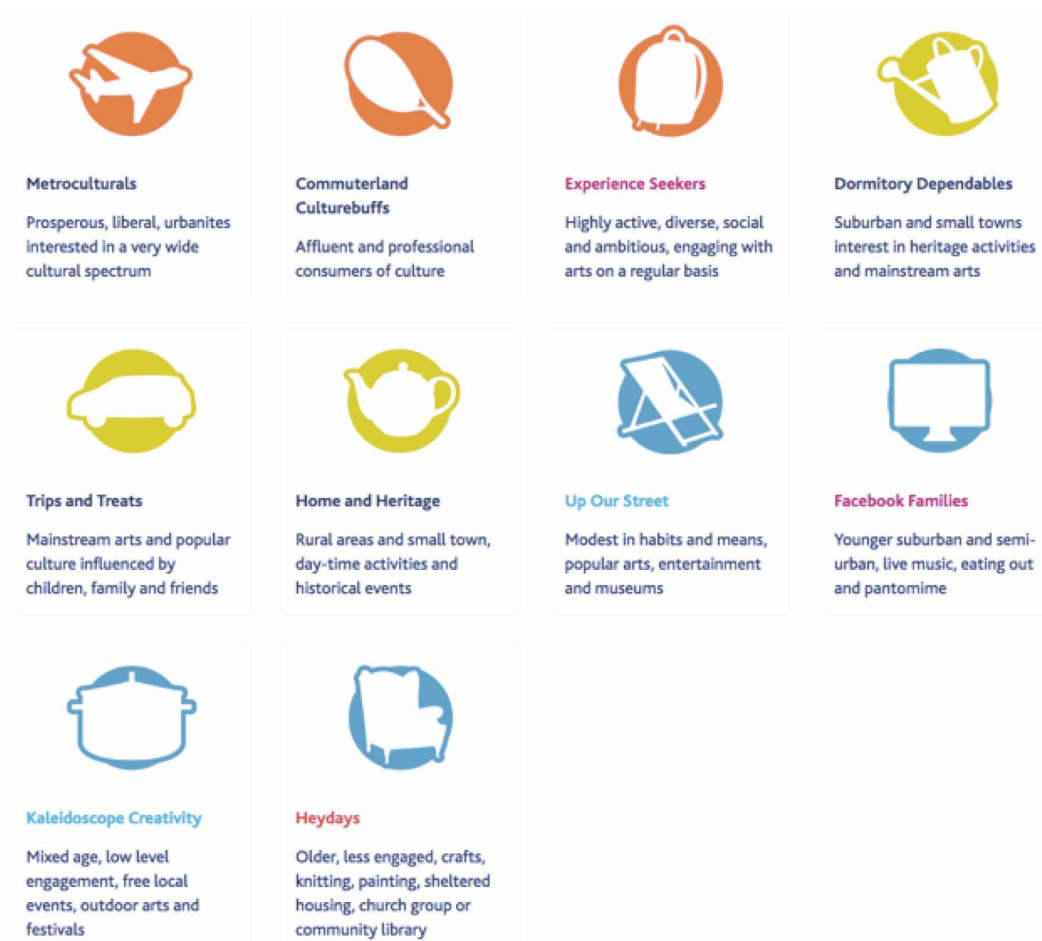 Metroculturals
Prosperous, liberal, urbanites
interested in a very wide
cultural spectrum
Commuterland
Culturebuffs
Affluent and professional
consumers of culture
Experience Seekers
Highly active, diverse, social
and ambitious, engaging with
arts on a regular basis
Dormitory Dependables
Suburban and small towns
interest in heritage activities
and mainstream arts
Trips and Treats
Mainstream arts and popular
culture influenced by
children, family and friends
Home and Heritage
Rural areas and small town,
day-time activities and
historical events
Up Our Street
Modest in habits and means,
popular arts, entertainment
and museums
Facebook Families
Younger suburban and semi-
urban, live music, eating out
and pantomime
Kaleidoscope Creativity
Mixed age, low level
engagement, free local
events, outdoor arts and
festivals
Heydays
Older, less engaged, crafts,
knitting, painting, sheltered
housing, church group or
community library